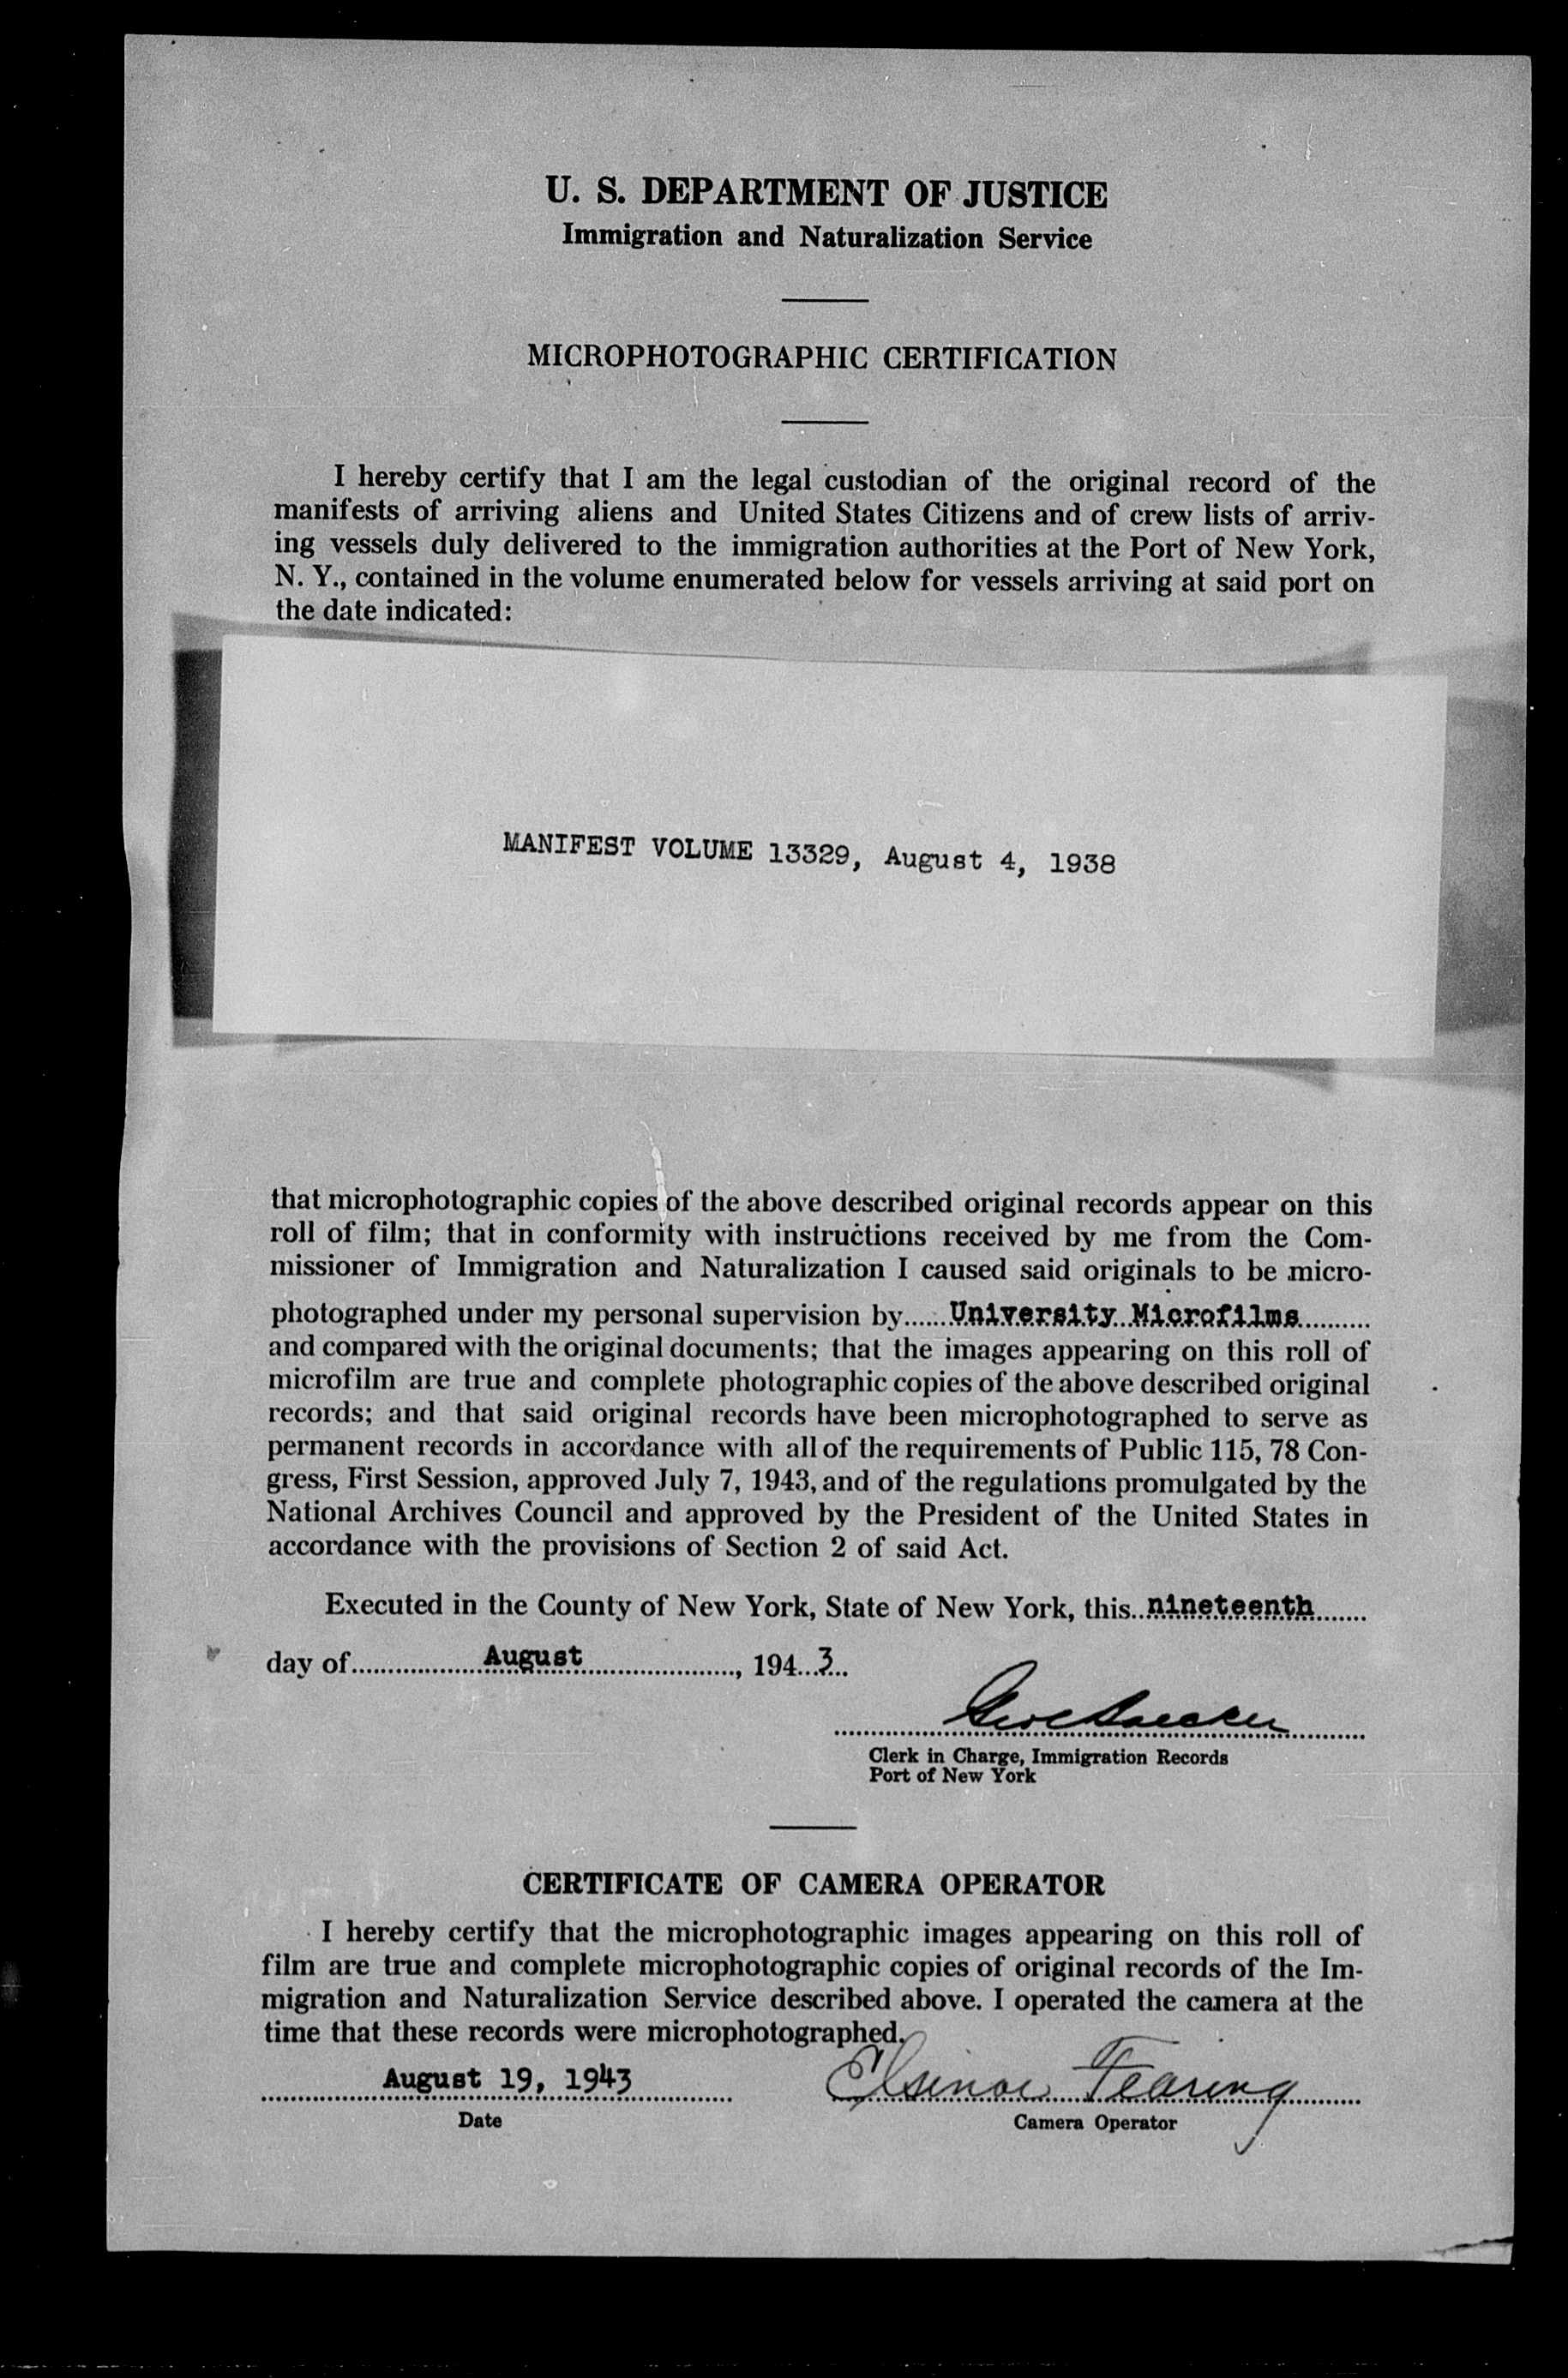 U. S. DEPARTMENT OF JUSTICE
Immigration and Naturalization Service
MICROPHOTOGRAPHIC CERTIFICATION
I hereby certify that I am the legal custodian of the original record of the
manifests of arriving aliens and United States Citizens and of crew lists of arriv-
ing vessels duly delivered to the immigration authorities at the Port of New York,
N. Y., contained in the volume enumerated below for vessels arriving at said port on
the date indicated:
MANIFEST VOLUME 13329, August 4, 1938
that microphotographic copies of the above described original records appear on this
roll of film; that in conformity with instructions received by me from the Com-
missioner of Immigration and Naturalization I caused said originals to be micro-
photographed under my personal supervision by......University Microfilms..........
and compared with the original documents; that the images appearing on this roll of
microfilm are true and complete photographic copies of the above described original
records; and that said original records have been microphotographed to serve as
permanent records in accordance with all of the requirements of Public 115, 78 Con-
gress, First Session, approved July 7, 1943, and of the regulations promulgated by the
National Archives Council and approved by the President of the United States in
accordance with the provisions of Section 2 of said Act.
Executed in the County of New York, State of New York, this..nineteenth.......
day of...................August......................, 194...3...
Clerk in Charge, Immigration Records
Port of New York
CERTIFICATE OF CAMERA OPERATOR
I hereby certify that the microphotographic images appearing on this roll of
film are true and complete microphotographic copies of original records of the Im-
migration and Naturalization Service described above. I operated the camera at the
time that these records were microphotographed.
August 19, 1943 Elsinoe Fearing
Date Camera Operator